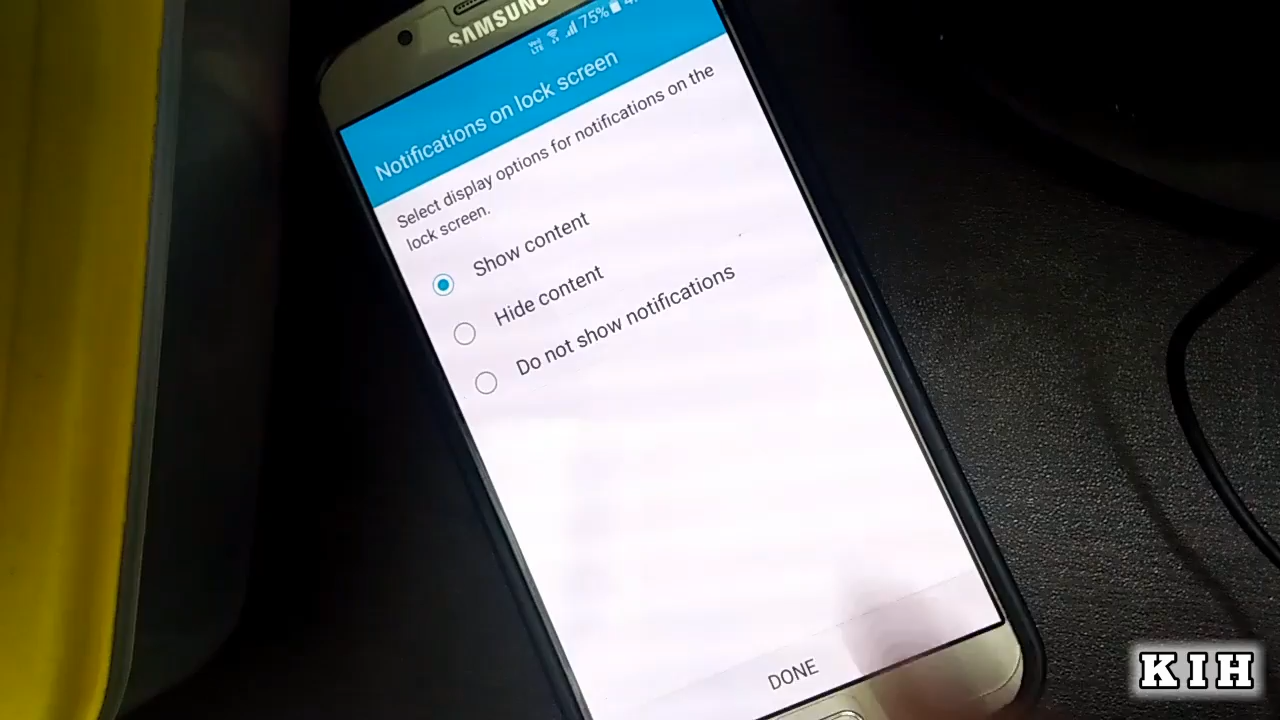 SAMSUNG
75%
Notifications on lock screen
Select display options for notifications on the
lock screen.
Show content
Hide content
Do not show notifications
DONE
KIH